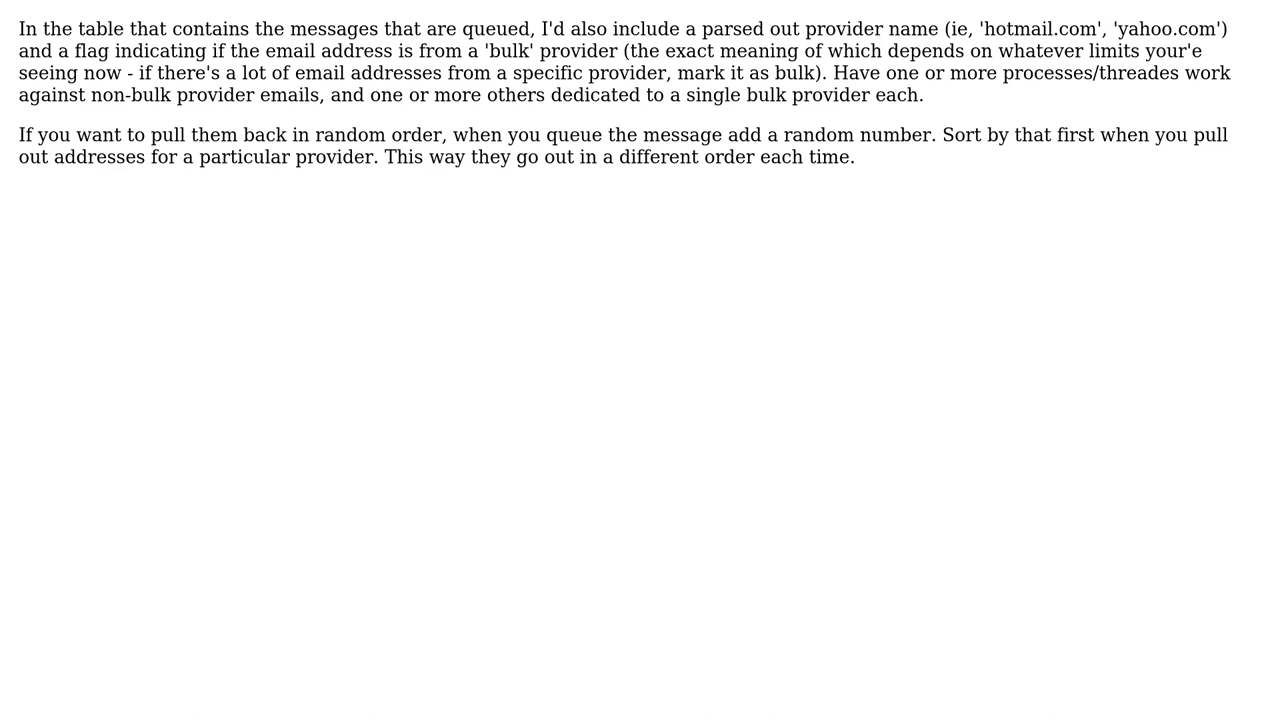 In the table that contains the messages that are queued, I'd also include a parsed out provider name (ie, 'hotmail.com', 'yahoo.com')
and a flag indicating if the email address is from a 'bulk' provider (the exact meaning of which depends on whatever limits your'e
seeing now - if there's a lot of email addresses from a specific provider, mark it as bulk). Have one or more processes/threades work
against non-bulk provider emails, and one or more others dedicated to a single bulk provider each.
If you want to pull them back in random order, when you queue the message add a random number. Sort by that first when you pull
out addresses for a particular provider. This way they go out in a different order each time.